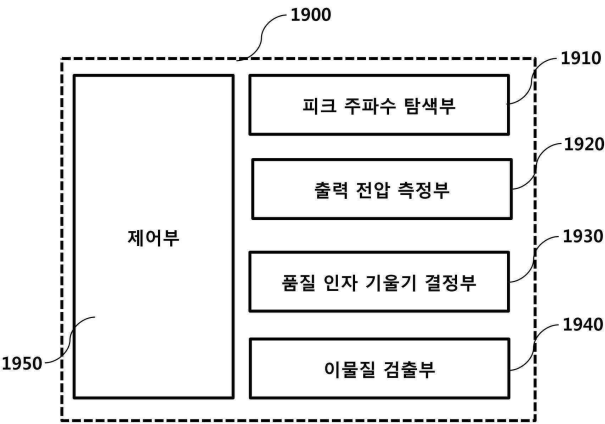 1900
1910
피크 주파수 탐색부
1920
출력 전압 측정부
제어부
1930
품질 인자 기울기 결정부
1940
이물질 검출부
1950